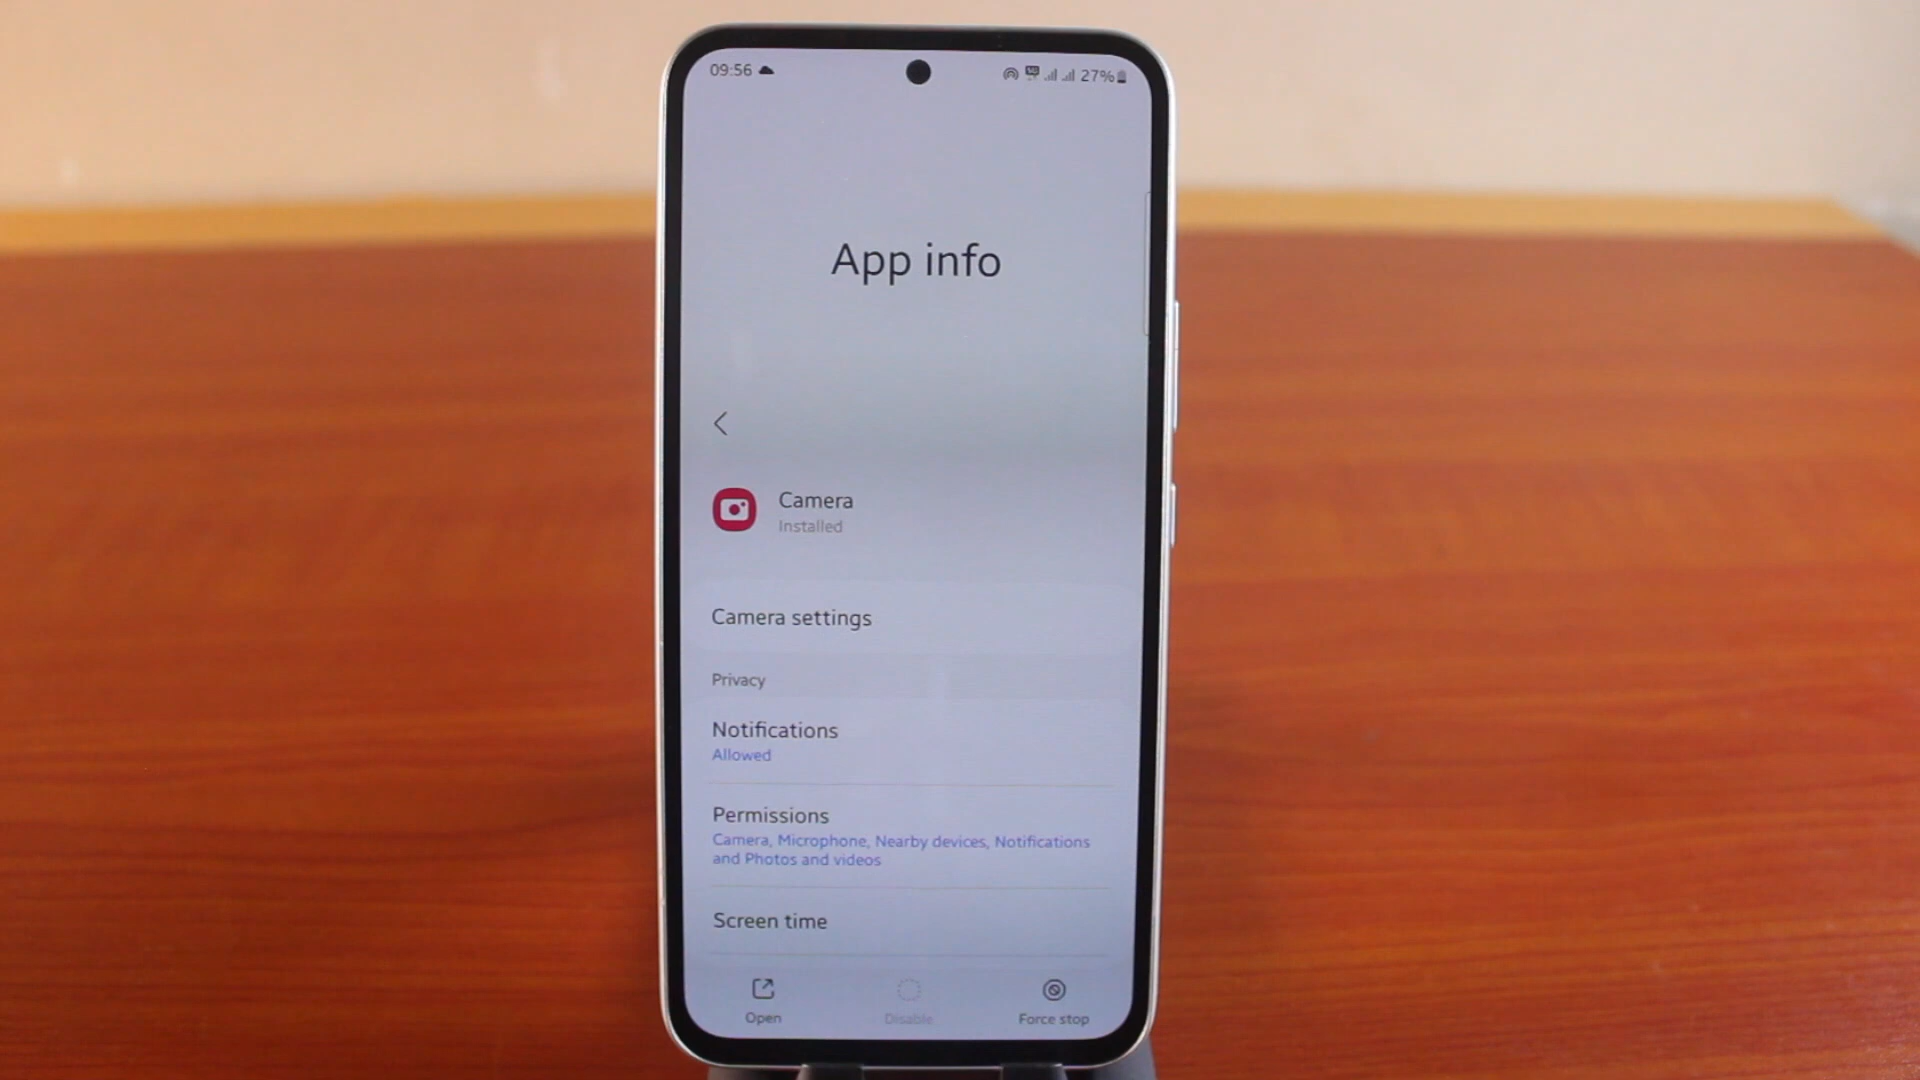 09:56
27%
App info
Camera
Installed
Camera settings
Privacy
Notifications
Allowed
Permissions
Camera, Microphone, Nearby devices, Notifications
and Photos and videos
Screen time
Open
Disable
Force stop